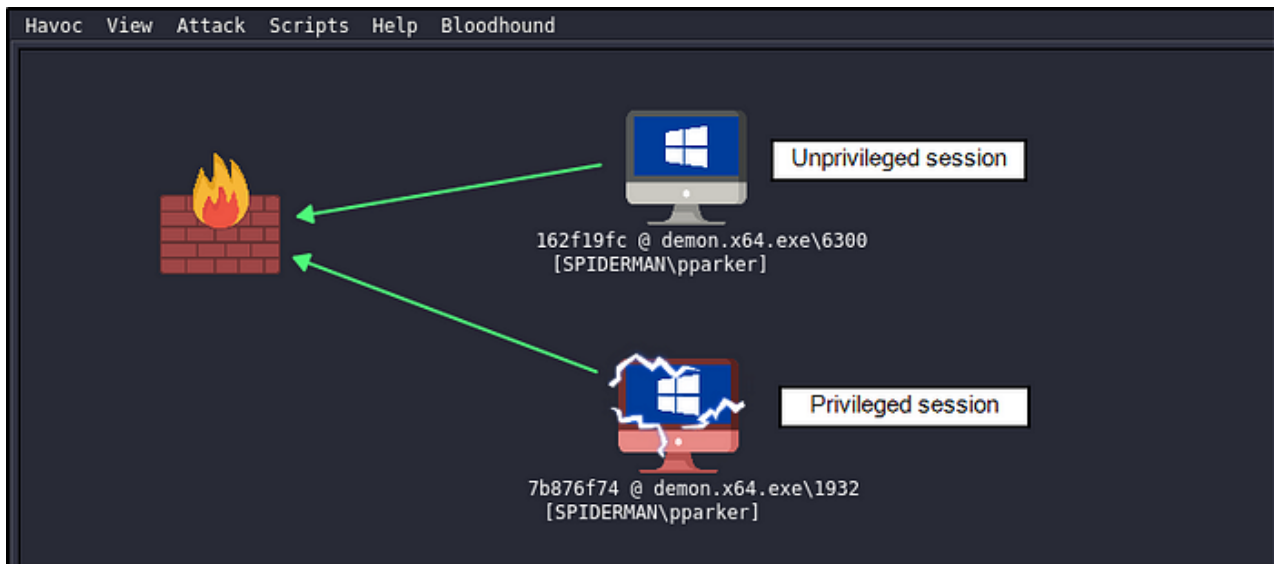 Havoc View Attack Scripts Help Bloodhound
Unprivileged session
162f19fc @ demon.x64.exe\6300
[SPIDERMAN\pparker]
Privileged session
7b876f74 @ demon.x64.exe\1932
[SPIDERMAN\pparker]